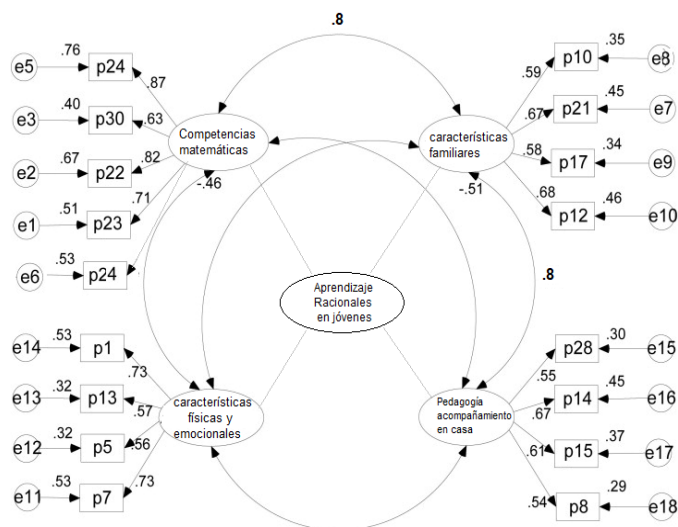 .8
.76
e5
p24
.87
.40
e3
p30
.63
.67
e2
p22
.82
.51
e1
p23
.71
.53
e6
p24
Competencias
matemáticas
-.46
.35
p10
e8
.59
.45
p21
e7
.67
.34
p17
e9
.58
.46
p12
e10
.68
características
familiares
-.51
.8
Aprendizaje
Racionales
en jóvenes
.53
e14
p1
.73
.32
e13
p13
.57
.32
e12
p5
.56
.53
e11
p7
.73
características
físicas y
emocionales
.30
p28
e15
.55
.45
p14
e16
.67
.37
p15
e17
.61
.29
p8
e18
.54
Pedagogía
acompañamiento
en casa